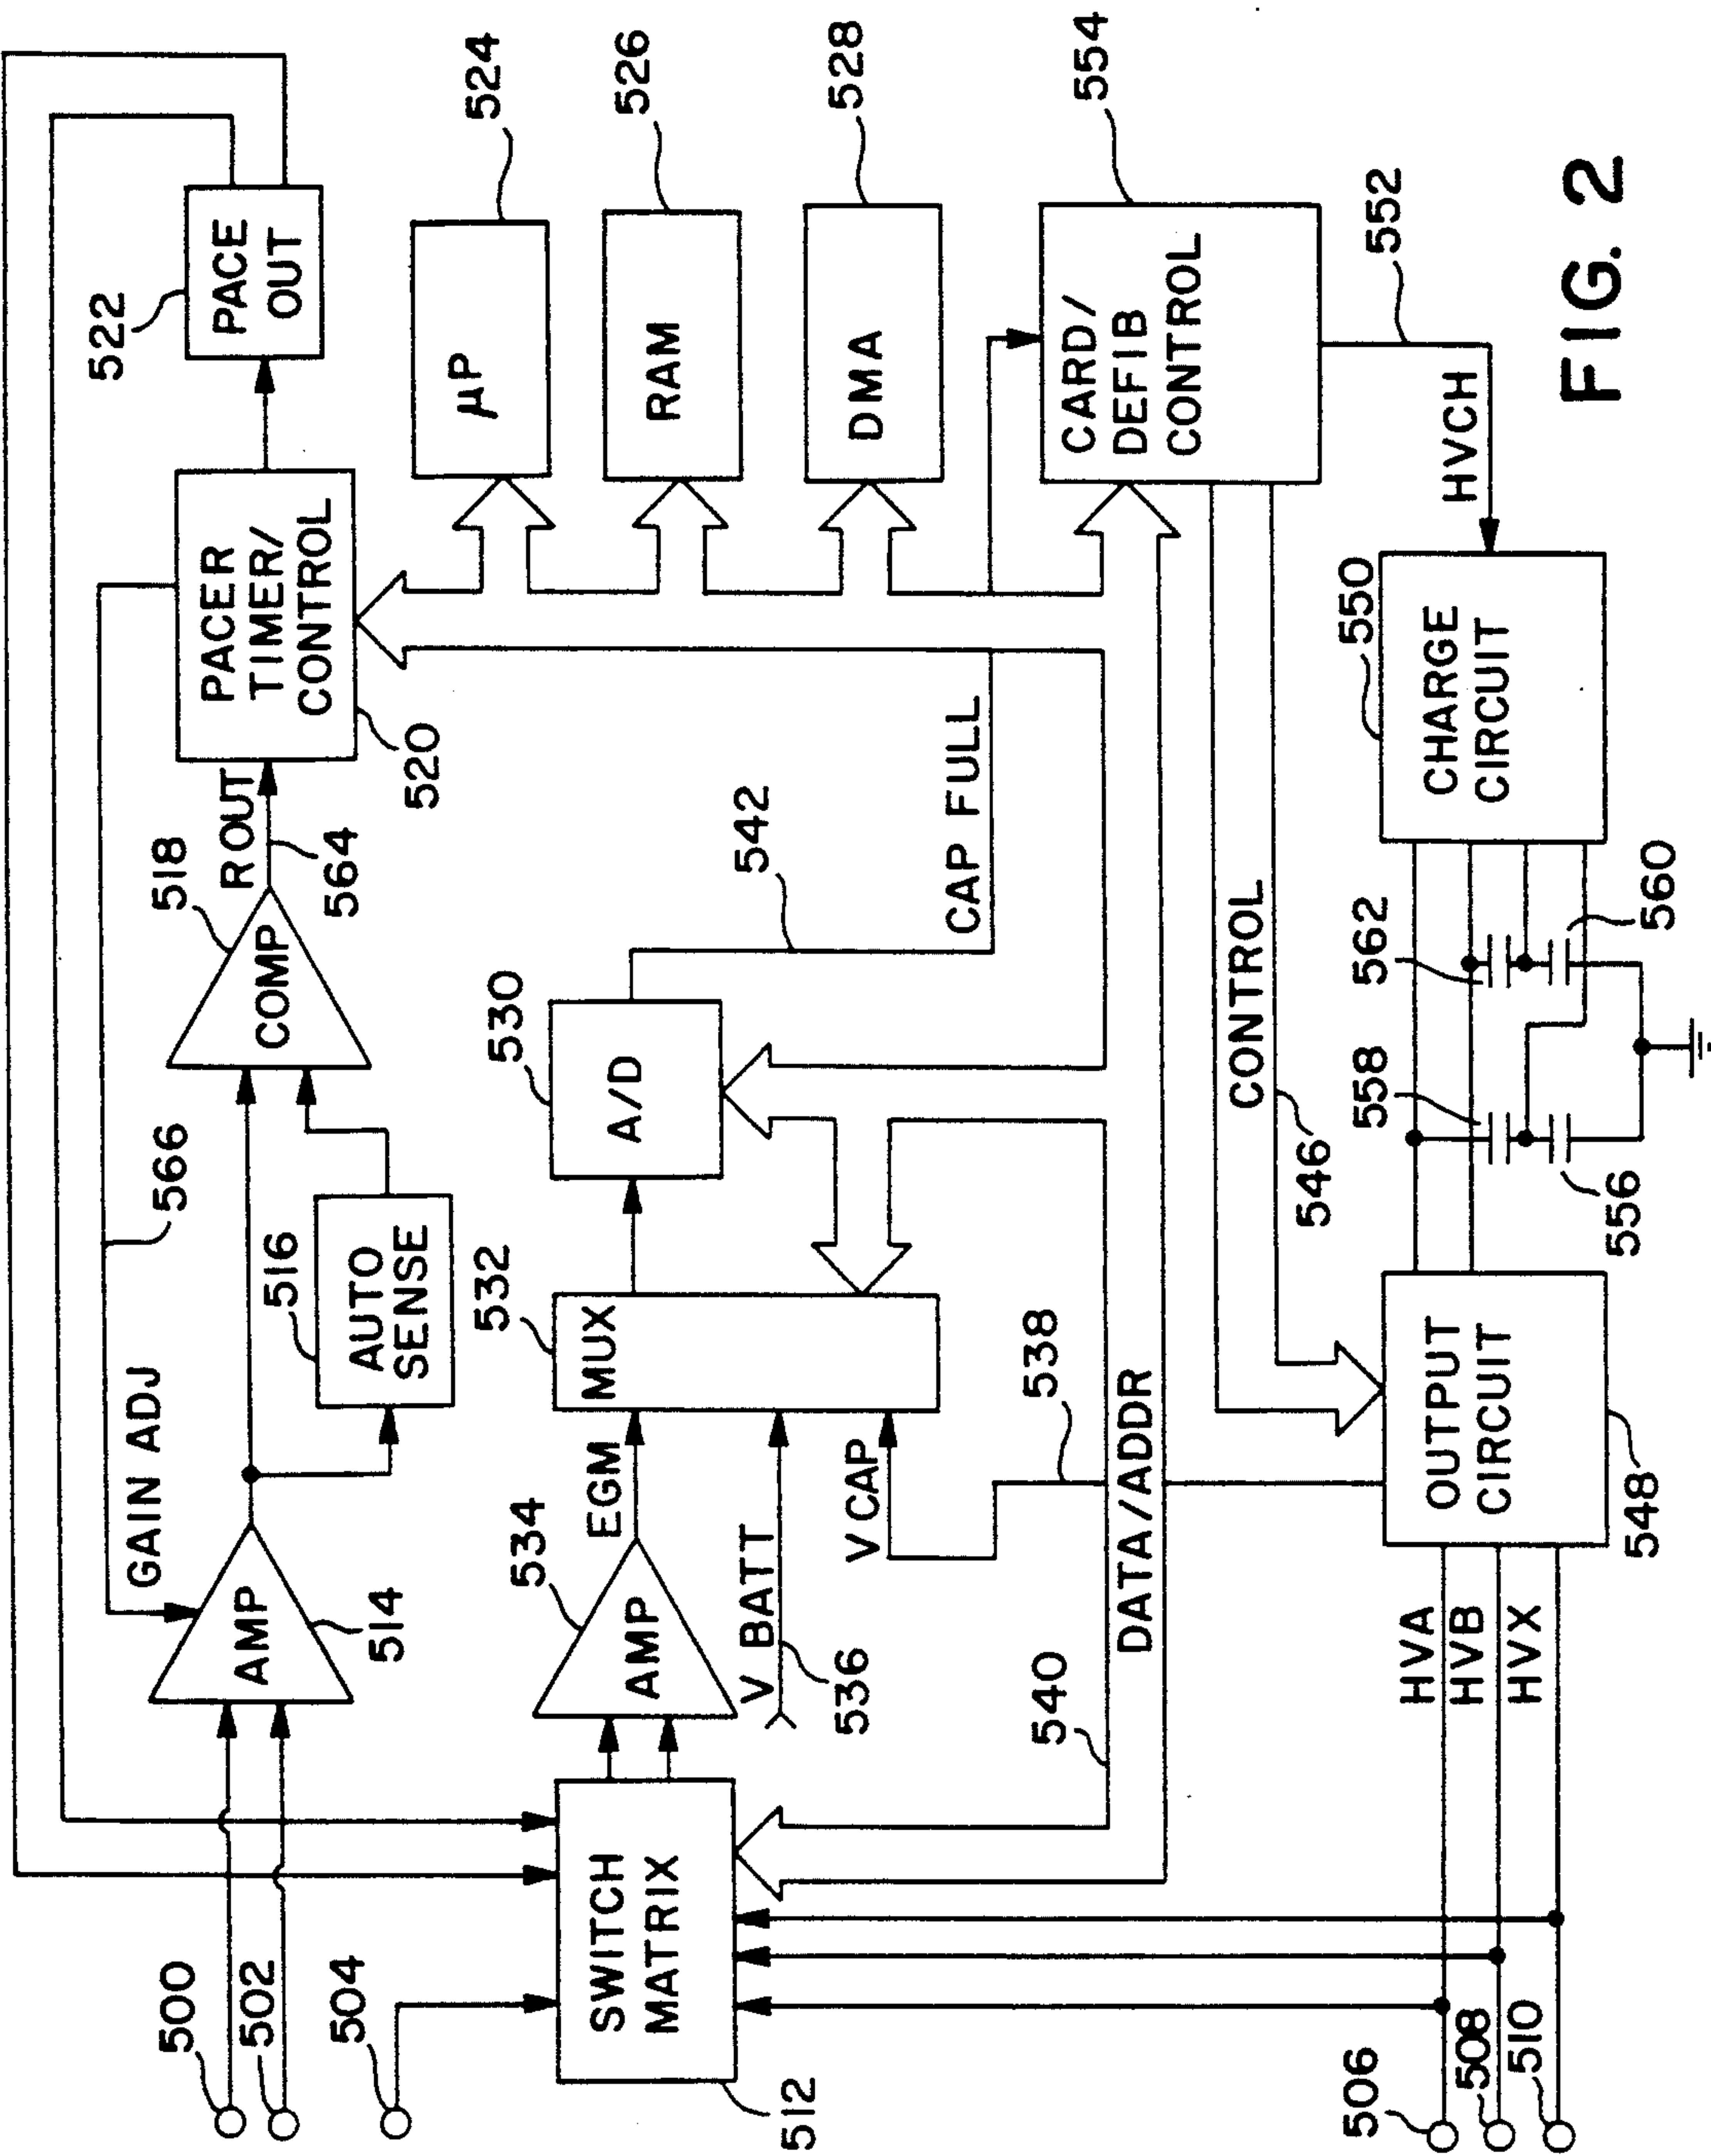 522
PACE
OUT
524
µP
526
RAM
528
DMA
554
CARD/
DEFIB
CONTROL
552
HVCH
FIG. 2
PACER
TIMER/
CONTROL
520
518
ROUT
564
COMP
566
GAIN ADJ
516
AUTO
SENSE
AMP
514
542
CAP FULL
530
A/D
532
MUX
534
EGM
AMP
V BATT
536
V CAP
538
540
DATA/ADDR
CONTROL
546
550
CHARGE
CIRCUIT
562
560
558
556
OUTPUT
CIRCUIT
548
HVA
HVB
HVX
500
502
504
SWITCH
MATRIX
512
506
508
510